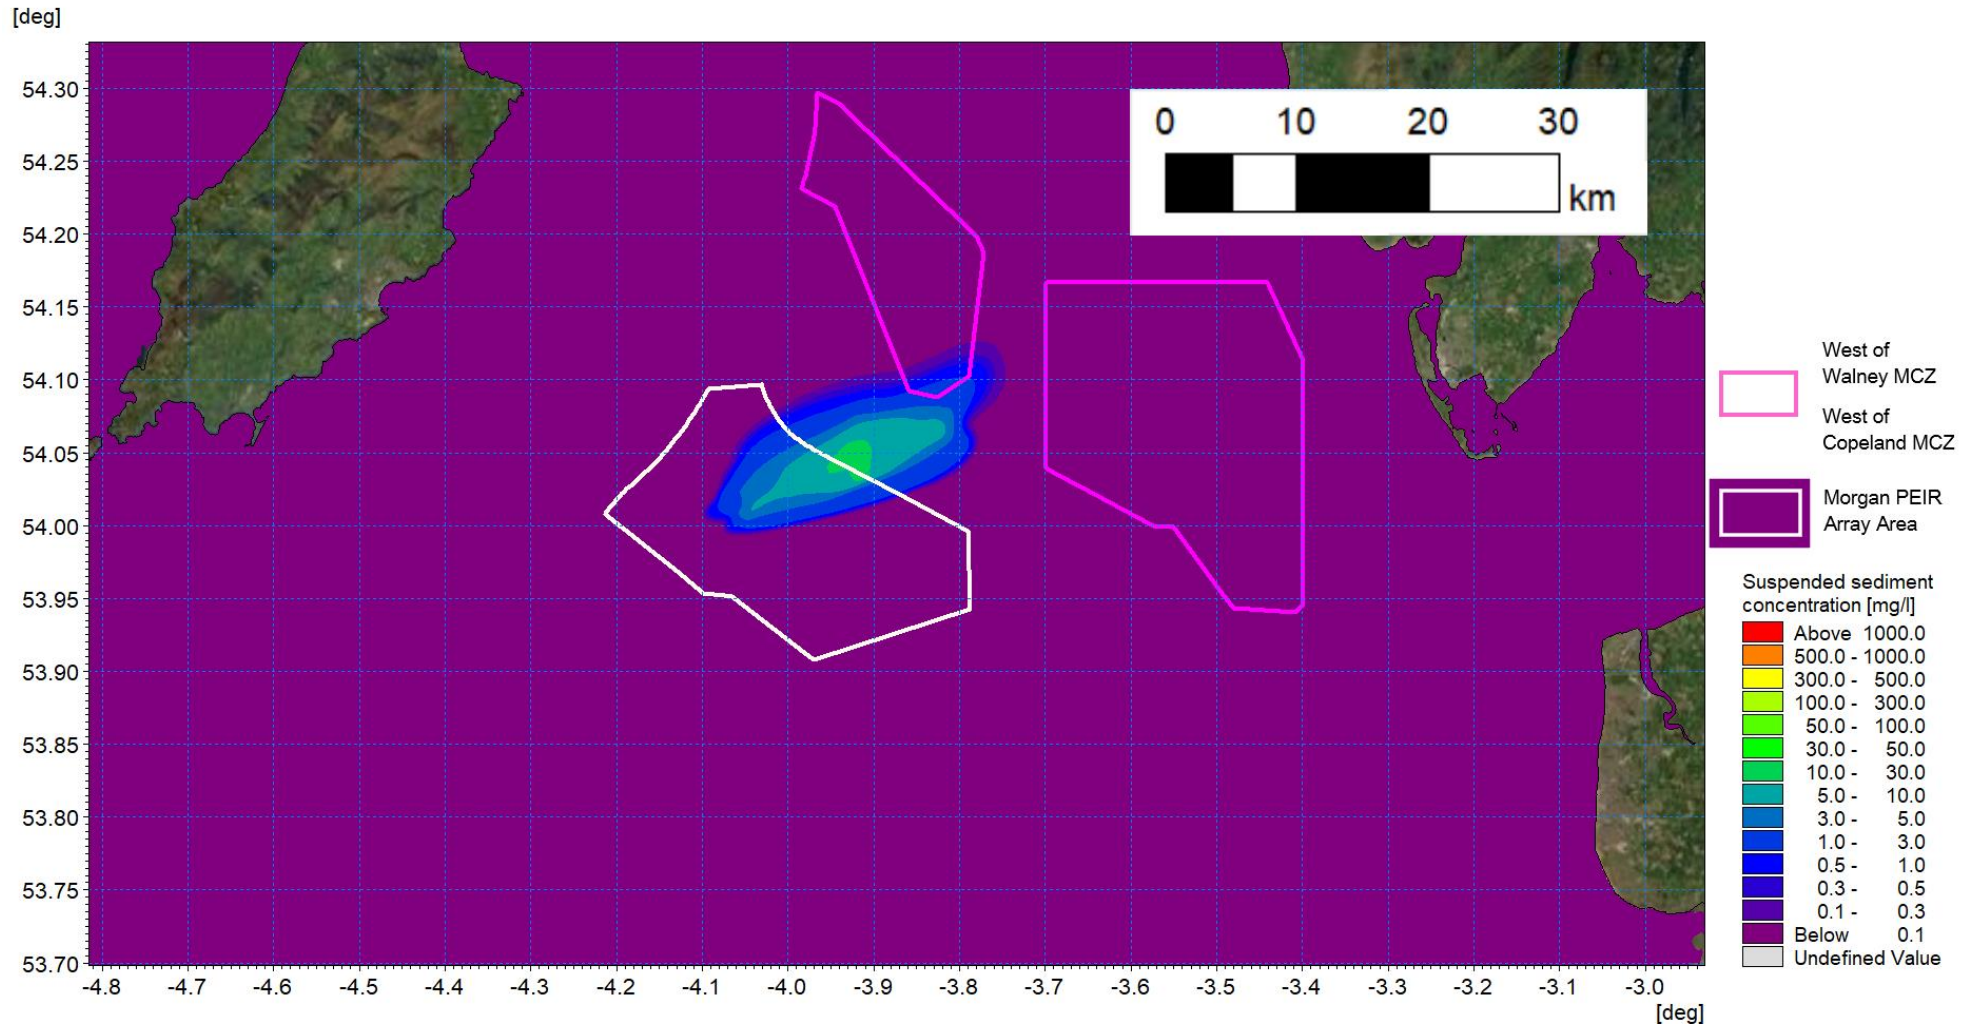 [deg]
54.30
54.25
54.20
54.15
54.10
54.05
54.00
53.95
53.90
53.85
53.80
53.75
53.70
-4.8 -4.7 -4.6 -4.5 -4.4 -4.3 -4.2 -4.1 -4.0 -3.9 -3.8 -3.7 -3.6 -3.5 -3.4 -3.3 -3.2 -3.1 -3.0
[deg]
0 10 20 30
km
West of
Walney MCZ
West of
Copeland MCZ
Morgan PEIR
Array Area
Suspended sediment
concentration [mg/l]
Above 1000.0
500.0 - 1000.0
300.0 - 500.0
100.0 - 300.0
50.0 - 100.0
30.0 - 50.0
10.0 - 30.0
5.0 - 10.0
3.0 - 5.0
1.0 - 3.0
0.5 - 1.0
0.3 - 0.5
0.1 - 0.3
Below 0.1
Undefined Value